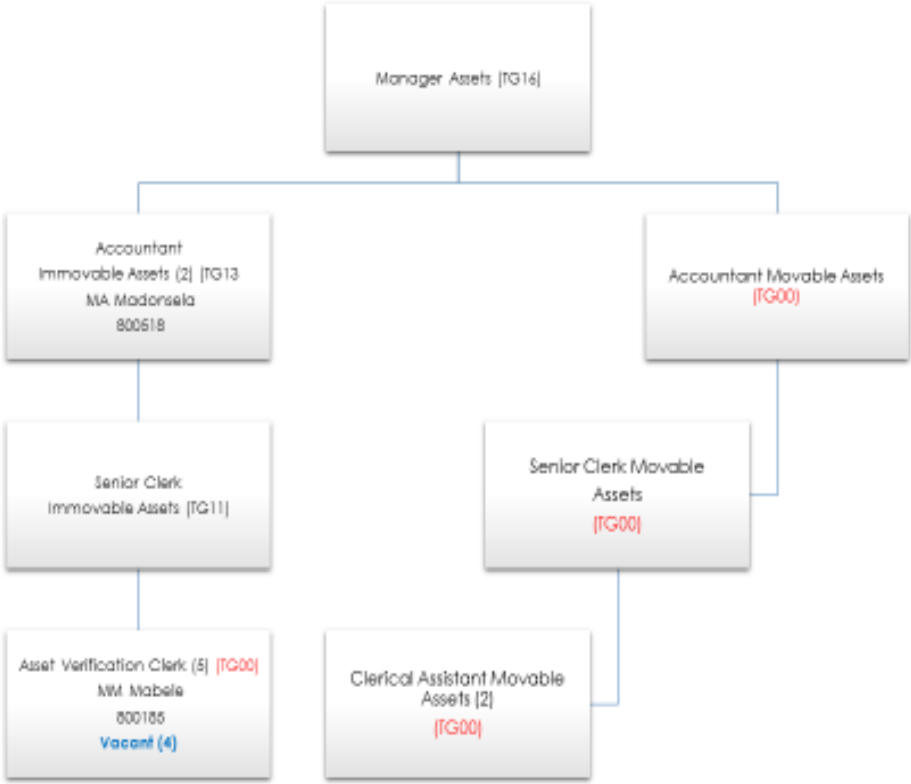 Manager Assets (TG16)
Accountant
Immovable Assets (2) (TG13
MA Madonsela
800518
Accountant Movable Assets
(TG00)
Senior Clerk
Immovable Assets (TG11)
Senior Clerk Movable
Assets
(TG00)
Asset Verification Clerk (5) (TG00)
MM Mabele
800185
Vacant (4)
Clerical Assistant Movable
Assets (2)
(TG00)